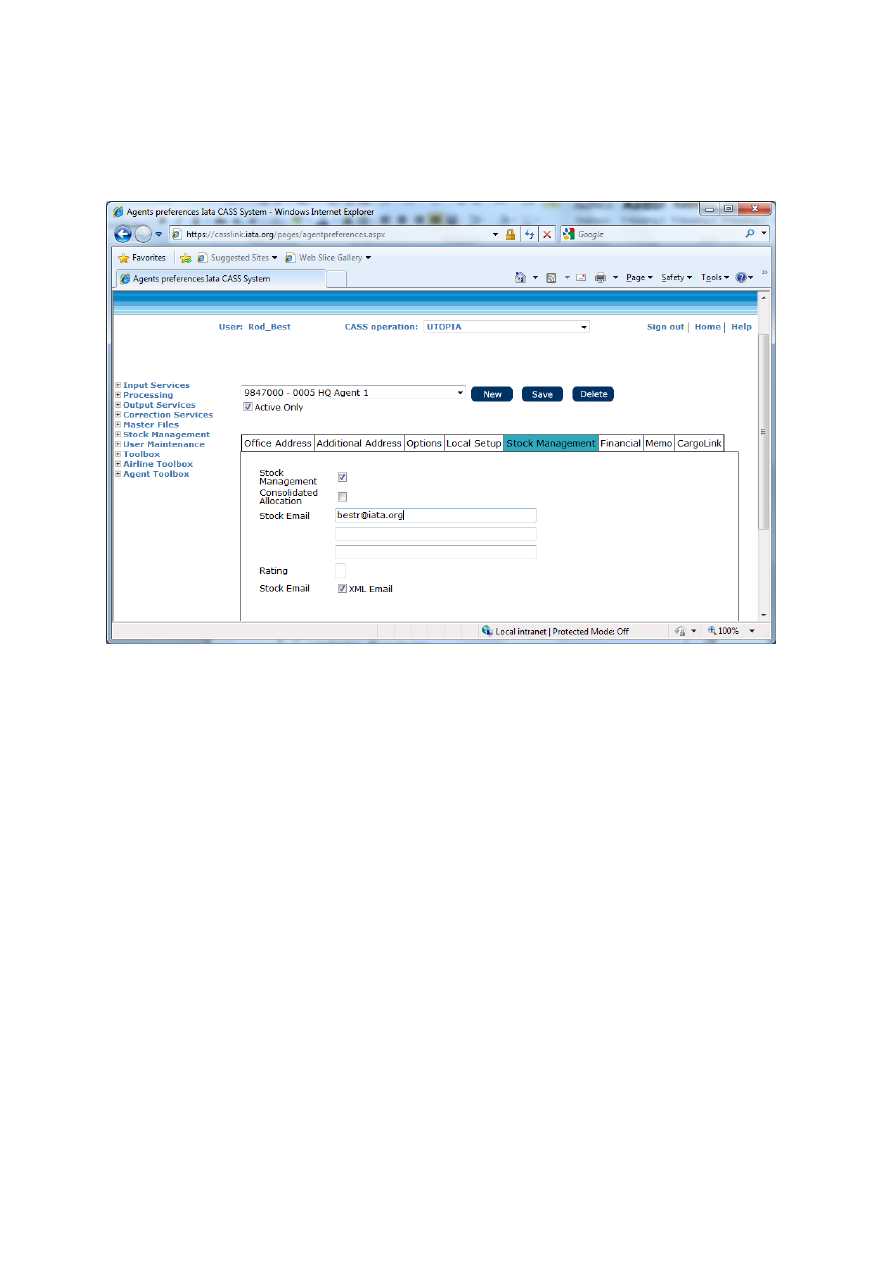 Agents preferences Iata CASS System - Windows Internet Explorer
https://casslink.iata.org/pages/agentpreferences.aspx
Google
Favorites
Suggested Sites
Web Slice Gallery
Agents preferences Iata CASS System
Page
Safety
Tools
User: Rod_Best
CASS operation: UTOPIA
Sign out | Home | Help
Input Services
Processing
Output Services
Correction Services
Master Files
Stock Management
User Maintenance
Toolbox
Airline Toolbox
Agent Toolbox
9847000 - 0005 HQ Agent 1
New
Save
Delete
Active Only
Office Address
Additional Address
Options
Local Setup
Stock Management
Financial
Memo
CargoLink
Stock
Management
Consolidated
Allocation
Stock Email
bestr@iata.org
Rating
Stock Email
XML Email
Local intranet | Protected Mode: Off
100%